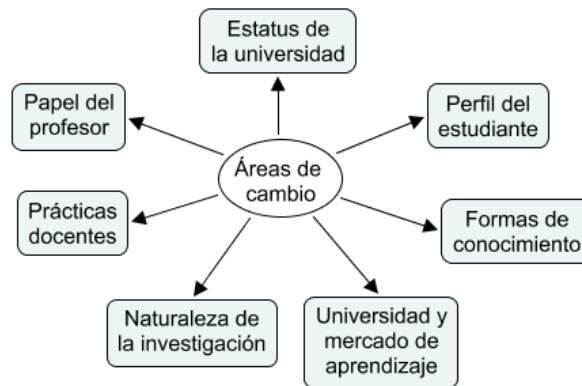 Estatus de
la universidad
Papel del
profesor
Perfil del
estudiante
Áreas de
cambio
Prácticas
docentes
Formas de
conocimiento
Naturaleza de
la investigación
Universidad y
mercado de
aprendizaje